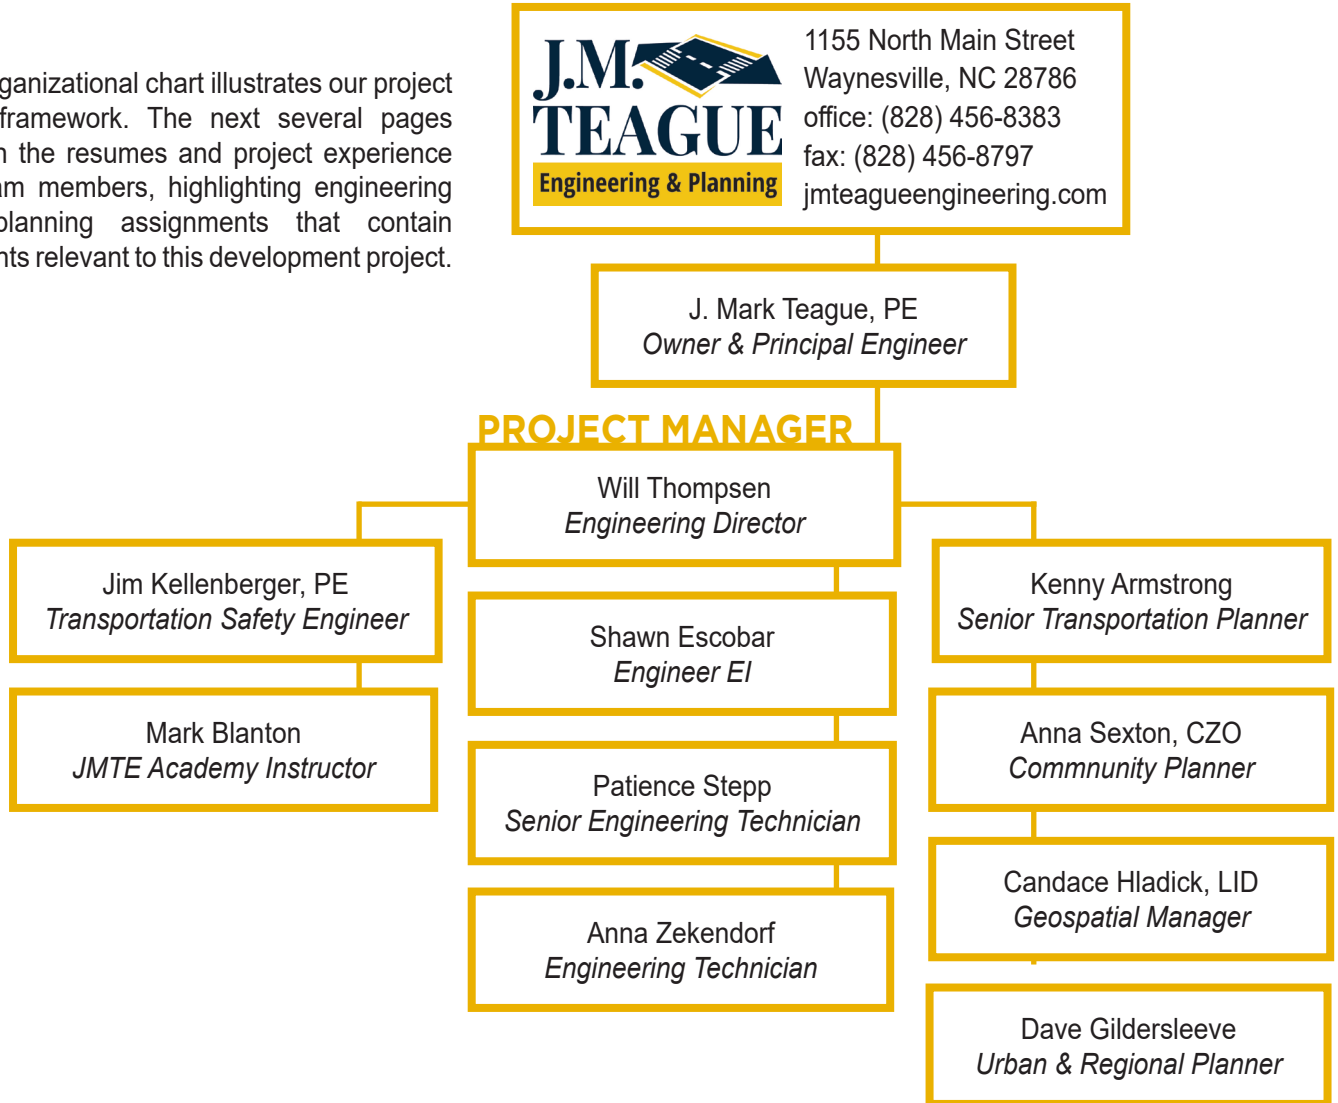 ganizational chart illustrates our project
framework. The next several pages
the resumes and project experience
members, highlighting engineering
planning assignments that contain
relevant to this development project.
J.M.
TEAGUE
Engineering & Planning
1155 North Main Street
Waynesville, NC 28786
office: (828) 456-8383
fax: (828) 456-8797
jmteagueengineering.com
J. Mark Teague, PE
Owner & Principal Engineer
PROJECT MANAGER
Will Thompsen
Engineering Director
Jim Kellenberger, PE
Transportation Safety Engineer
Mark Blanton
JMTE Academy Instructor
Shawn Escobar
Engineer EI
Patience Stepp
Senior Engineering Technician
Anna Zekendorf
Engineering Technician
Kenny Armstrong
Senior Transportation Planner
Anna Sexton, CZO
Commnunity Planner
Candace Hladick, LID
Geospatial Manager
Dave Gildersleeve
Urban & Regional Planner